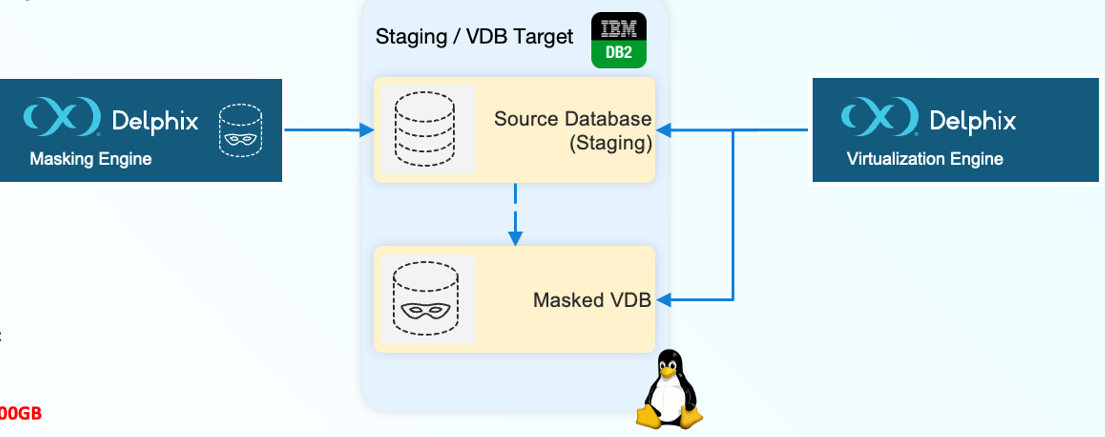 Staging / VDB Target
IBM
DB2
Delphix
Masking Engine
Source Database
(Staging)
Delphix
Virtualization Engine
Masked VDB
:
00GB